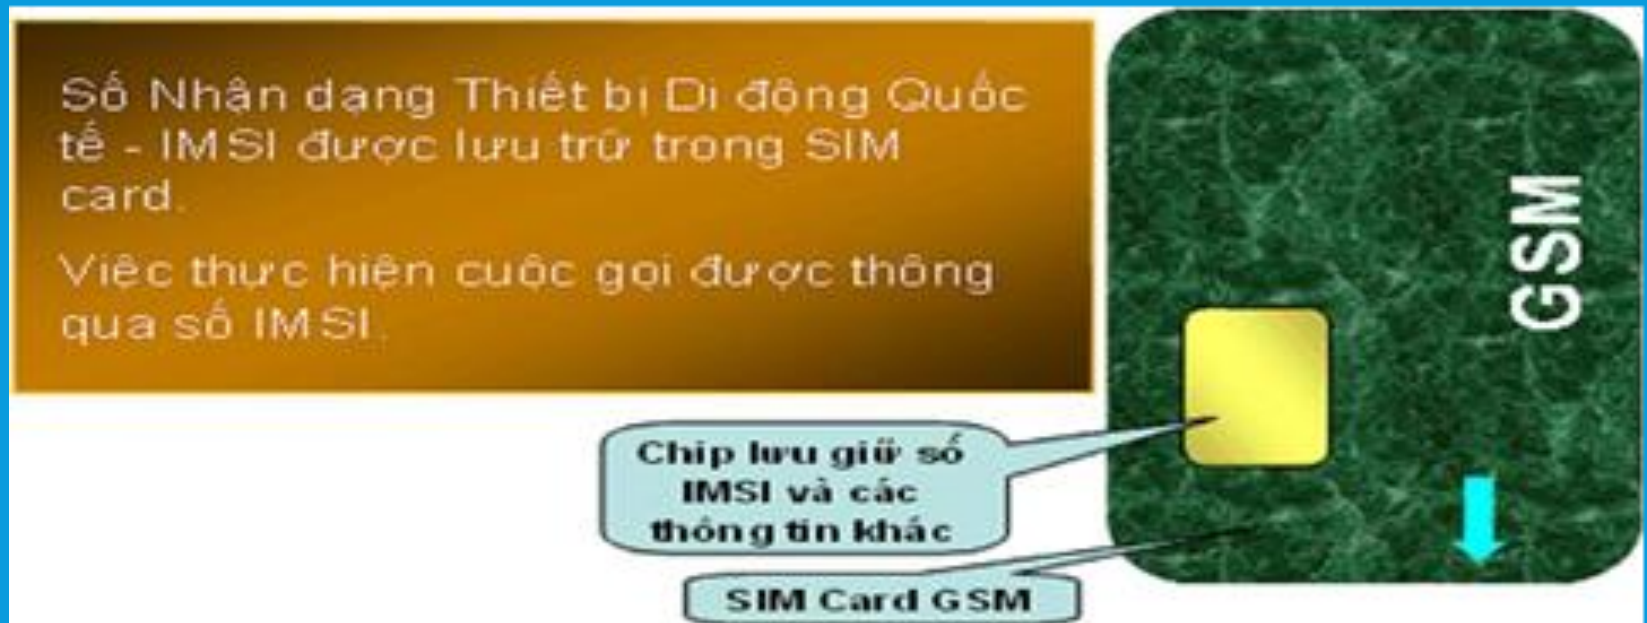 Số Nhận dạng Thiết bị Di động Quốc
tế - IMSI được lưu trữ trong SIM
card.
Việc thực hiện cuộc gọi được thông
qua số IMSI.
GSM
Chip lưu giữ số
IMSI và các
thông tin khác
SIM Card GSM